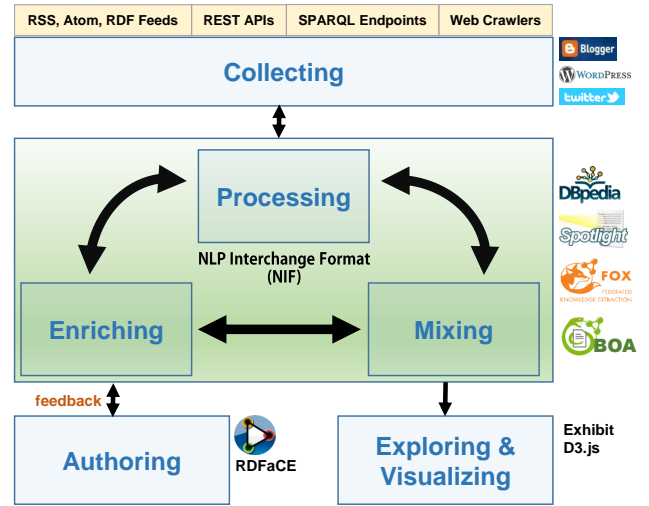 RSS, Atom, RDF Feeds
REST APIs
SPARQL Endpoints
Web Crawlers
Collecting
Blogger
WORDPRESS
twitter
Processing
NLP Interchange Format
(NIF)
DBpedia
Spotlight
FOX
FEDERATED
KNOWLEDGE EXTRACTION
BOA
Enriching
Mixing
feedback
Authoring
RDFaCE
Exploring &
Visualizing
Exhibit
D3.js